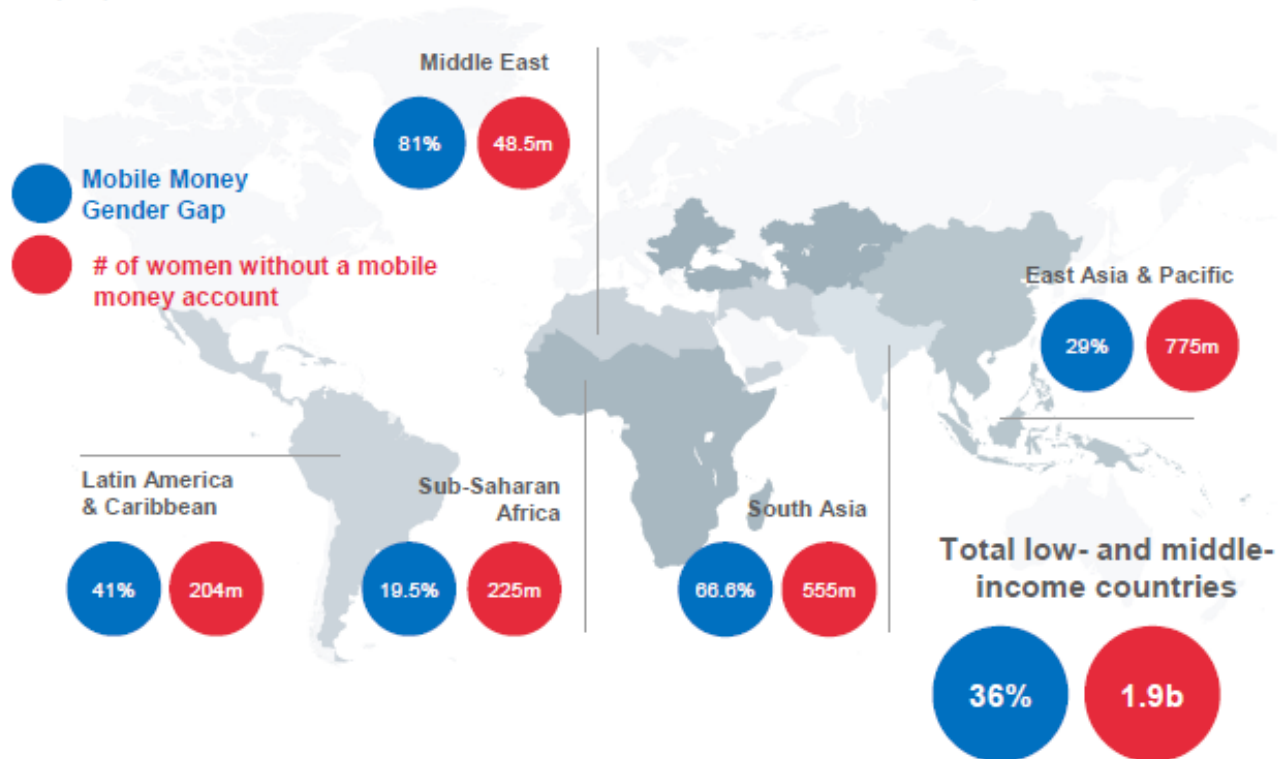 Middle East
81%
48.5m
Mobile Money
Gender Gap
# of women without a mobile
money account
East Asia & Pacific
29%
775m
Latin America
& Caribbean
41%
204m
Sub-Saharan
Africa
19.5%
225m
South Asia
66.6%
555m
Total low- and middle-
income countries
36%
1.9b